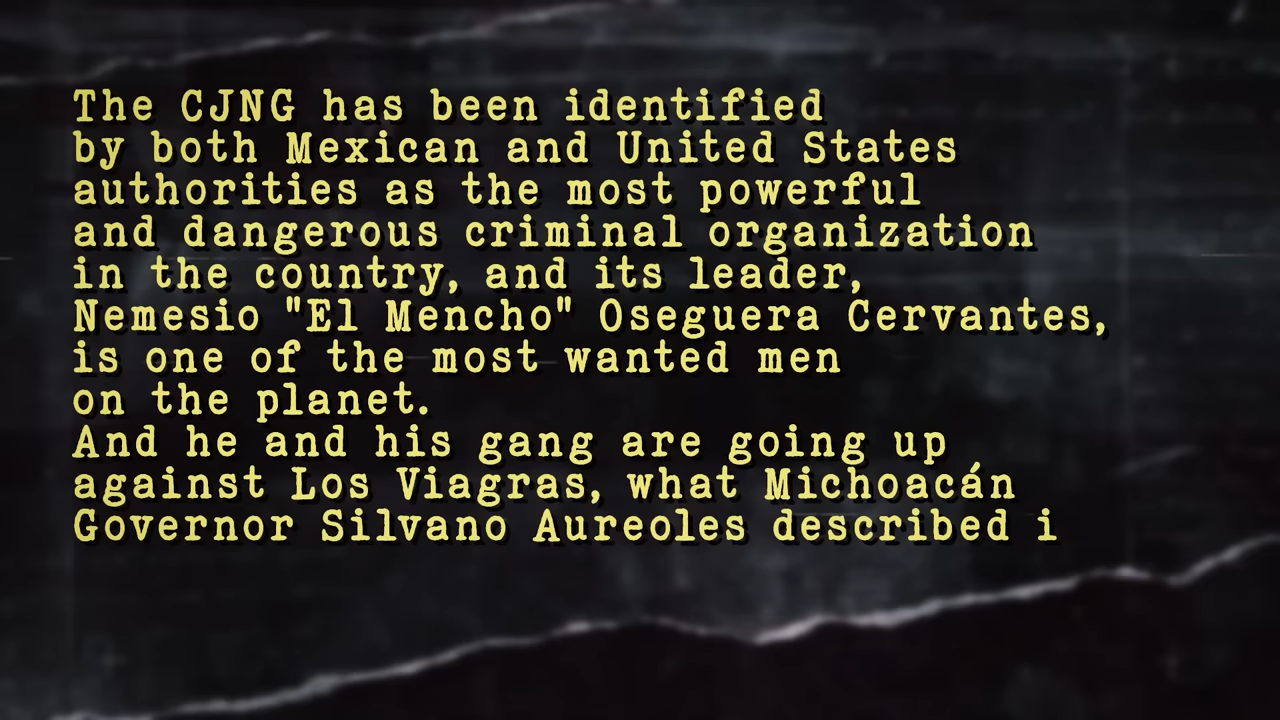 The CJNG has been identified
by both Mexican and United States
authorities as the most powerful
and dangerous criminal organization
in the country, and its leader,
Nemesio "El Mencho" Oseguera Cervantes,
is one of the most wanted men
on the planet.
And he and his gang are going up
against Los Viagras, what Michoacán
Governor Silvano Aureoles described i